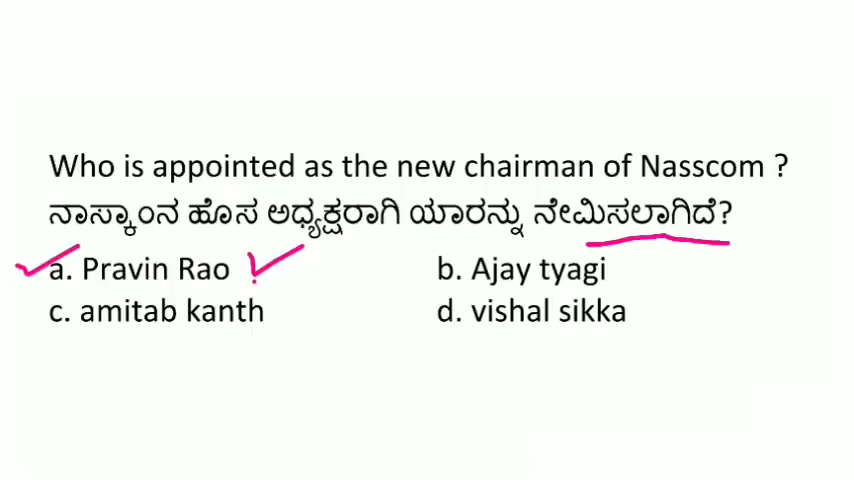 Who is appointed as the new chairman of Nasscom ?
ನಾಸ್ಕಾಂನ ಹೊಸ ಅಧ್ಯಕ್ಷರಾಗಿ ಯಾರನ್ನು ನೇಮಿಸಲಾಗಿದೆ?
a. Pravin Rao b. Ajay tyagi
c. amitab kanth d. vishal sikka